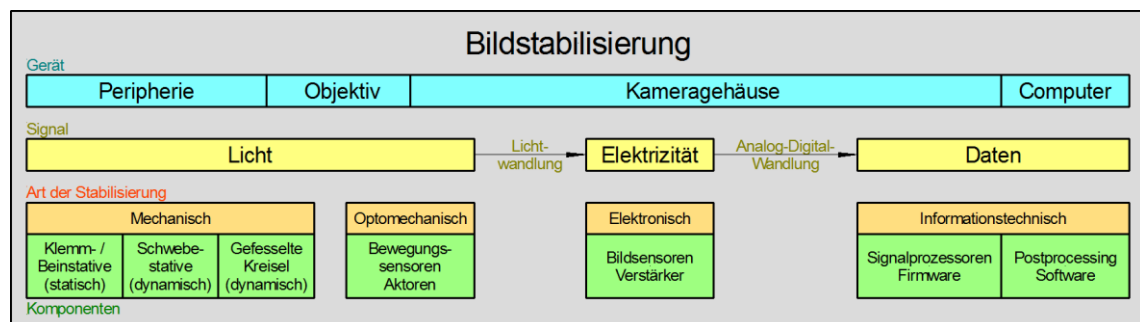 Bildstabilisierung
Gerät
Peripherie
Objektiv
Kameragehäuse
Computer
Signal
Licht
Licht-
wandlung
Elektrizität
Analog-Digital-
Wandlung
Daten
Art der Stabilisierung
Mechanisch
Optomechanisch
Elektronisch
Informationstechnisch
Klemm- /
Beinstative
(statisch)
Schwebe-
stative
(dynamisch)
Gefesselte
Kreisel
(dynamisch)
Bewegungs-
sensoren
Aktoren
Bildsensoren
Verstärker
Signalprozessoren
Firmware
Postprocessing
Software
Komponenten